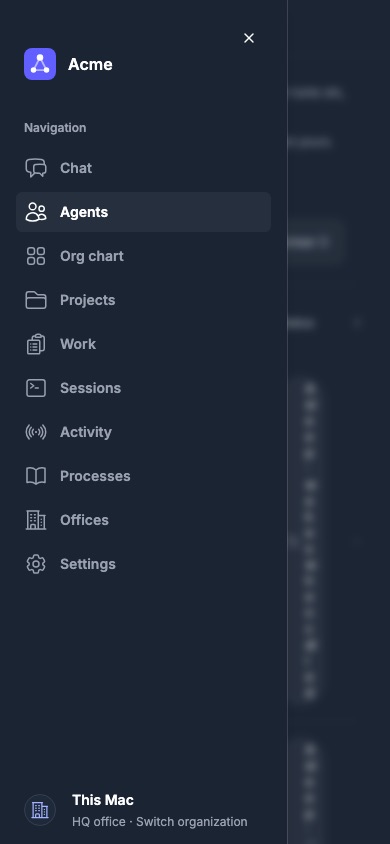 Acme
Navigation
Chat
Agents
Org chart
Projects
Work
Sessions
Activity
Processes
Offices
Settings
This Mac
HQ office · Switch organization